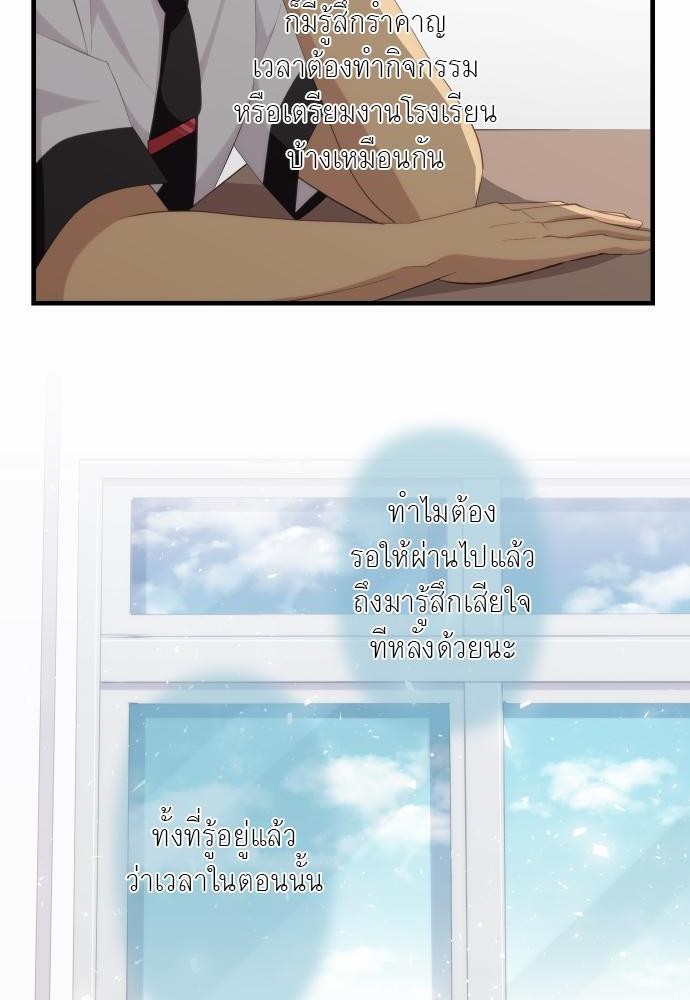 ก็มีรู้สึกรำคาญ
เวลาต้องทำกิจกรรม
หรือเตรียมงานโรงเรียน
บ้างเหมือนกัน
ทำไมต้อง
รอให้ผ่านไปแล้ว
ถึงมารู้สึกเสียใจ
ทีหลังด้วยนะ
ทั้งที่รู้อยู่แล้ว
ว่าเวลาในตอนนั้น